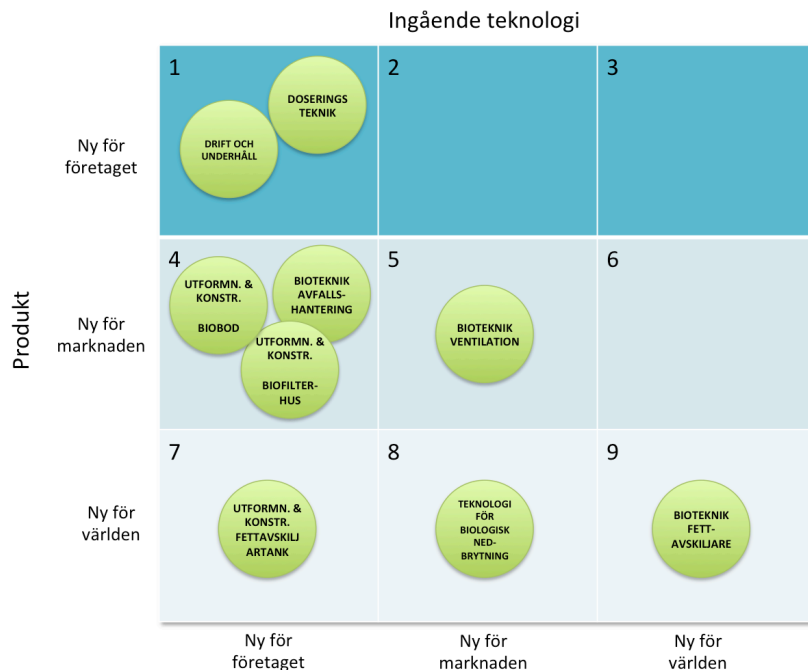 Ingående teknologi
1
2
3
DOSERINGS
TEKNIK
DRIFT OCH
UNDERHÅLL
Ny för
företaget
4
5
6
UTFORMN. &
KONSTR.
BIOBOD
BIOTEKNIK
AVFALLS-
HANTERING
UTFORMN. &
KONSTR.
BIOFILTER-
HUS
BIOTEKNIK
VENTILATION
Produkt
Ny för
marknaden
7
8
9
UTFORMN. &
KONSTR.
FETTAVSKILJ
ARTANK
TEKNOLOGI
FÖR
BIOLOGISK
NED-
BRYTNING
BIOTEKNIK
FETT-
AVSKILJARE
Ny för
världen
Ny för
företaget
Ny för
marknaden
Ny för
världen